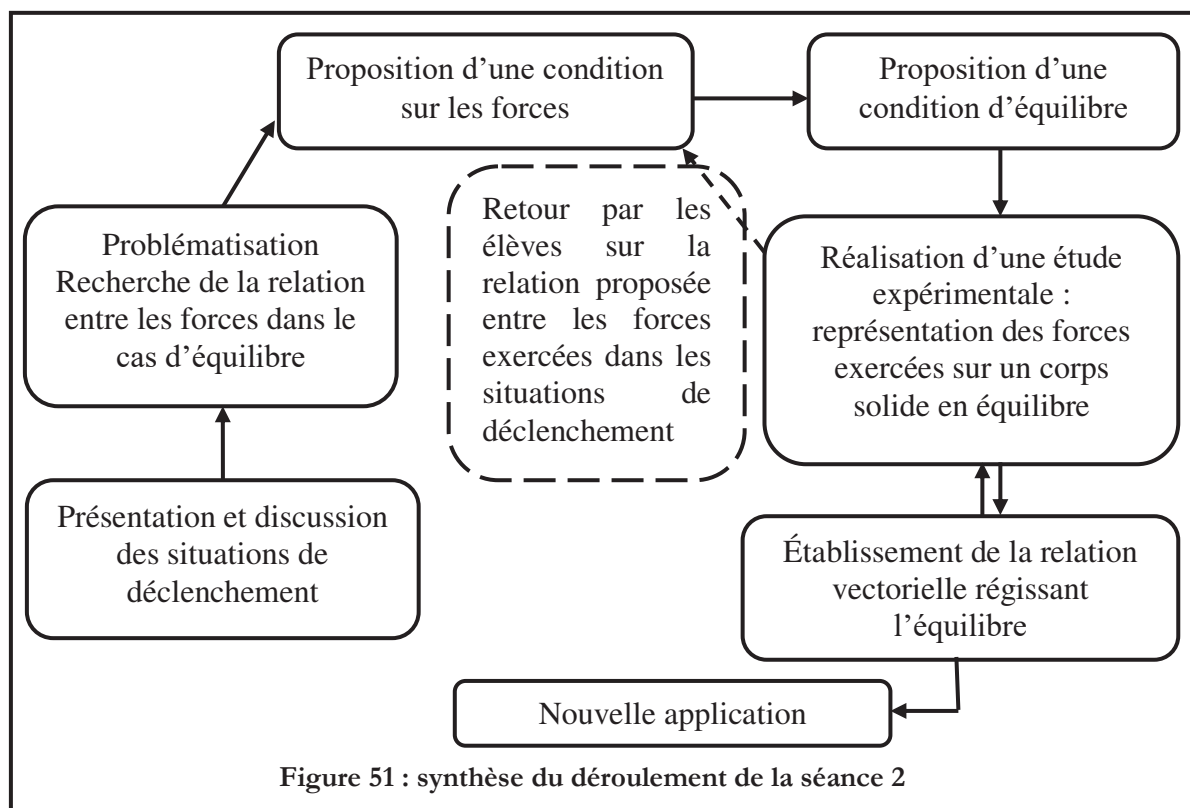 Présentation et discussion
des situations de
déclenchement
Problématisation
Recherche de la relation
entre les forces dans le
cas d’équilibre
Proposition d’une condition
sur les forces
Proposition d’une
condition d’équilibre
Retour par les
élèves sur la
relation proposée
entre les forces
exercées dans les
situations de
déclenchement
Réalisation d’une étude
expérimentale :
représentation des forces
exercées sur un corps
solide en équilibre
Établissement de la relation
vectorielle régissant
l’équilibre
Nouvelle application
Figure 51 : synthèse du déroulement de la séance 2